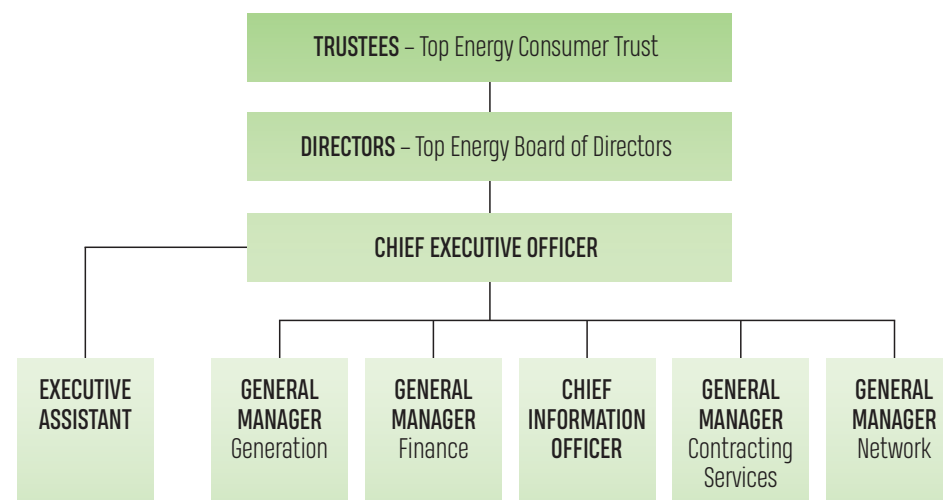 TRUSTEES – Top Energy Consumer Trust
DIRECTORS – Top Energy Board of Directors
CHIEF EXECUTIVE OFFICER
EXECUTIVE
ASSISTANT
GENERAL
MANAGER
Generation
GENERAL
MANAGER
Finance
CHIEF
INFORMATION
OFFICER
GENERAL
MANAGER
Contracting
Services
GENERAL
MANAGER
Network